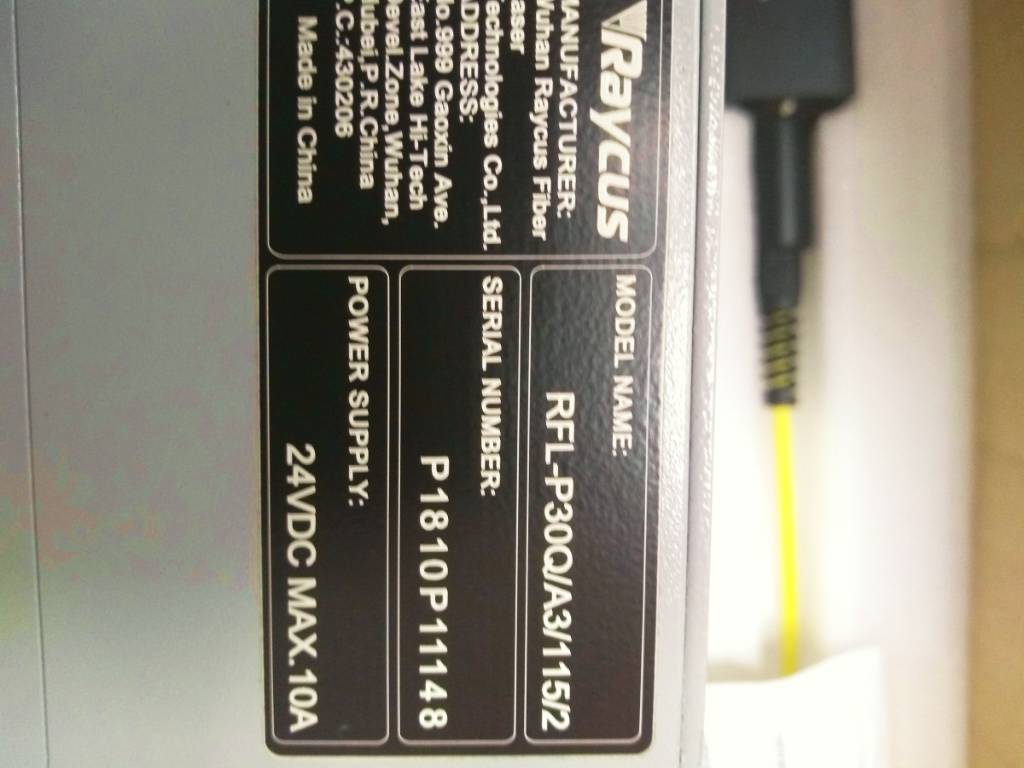 Raycus
MANUFACTURER:
Wuhan Raycus Fiber
Laser
Technologies Co.,Ltd.
ADDRESS:
No.999 Gaoxin Ave.
East Lake Hi-Tech
Devel.Zone,Wuhan,
Hubei,P.R.China
P.C.:430206
Made in China
MODEL NAME:
RFL-P30Q/A3/115/2
SERIAL NUMBER:
P1810P11148
POWER SUPPLY:
24VDC MAX.10A